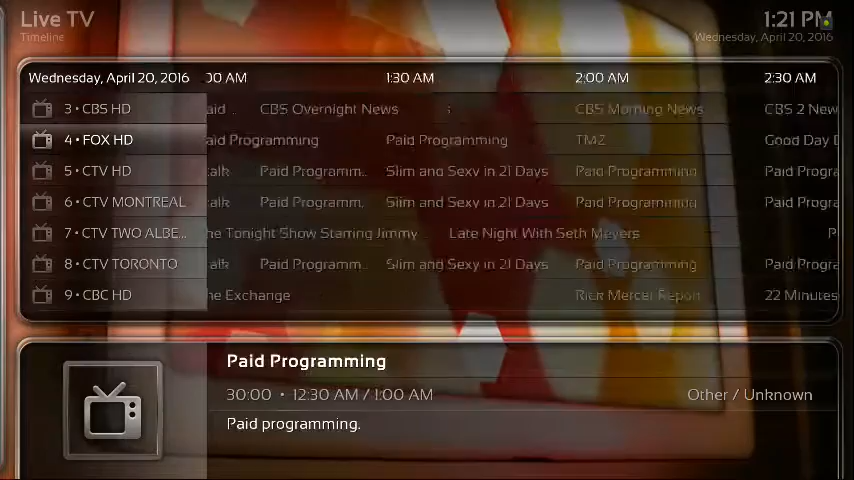 Live TV
1:21 PM
Timeline
Wednesday, April 20, 2016
Wednesday, April 20, 2016 :00 AM 1:30 AM 2:00 AM 2:30 AM
3 • CBS HD aid .. CBS Overnight News CBS Morning News CBS 2 New
4 • FOX HD aid Programming Paid Programming TMZ Good Day
5 • CTV HD alk Paid Programm.. Slim and Sexy in 21 Days Paid Programming Paid Progra
6 • CTV MONTREAL alk Paid Programm.. Slim and Sexy in 21 Days Paid Programming Paid Progra
7 • CTV TWO ALBE... he Tonight Show Starring Jimmy Late Night With Seth Meyers P
8 • CTV TORONTO alk Paid Programm.. Slim and Sexy in 21 Days Paid Programming Paid Progra
9 • CBC HD he Exchange Rick Mercer Report 22 Minutes
Paid Programming
30:00 • 12:30 AM / 1:00 AM Other / Unknown
Paid programming.